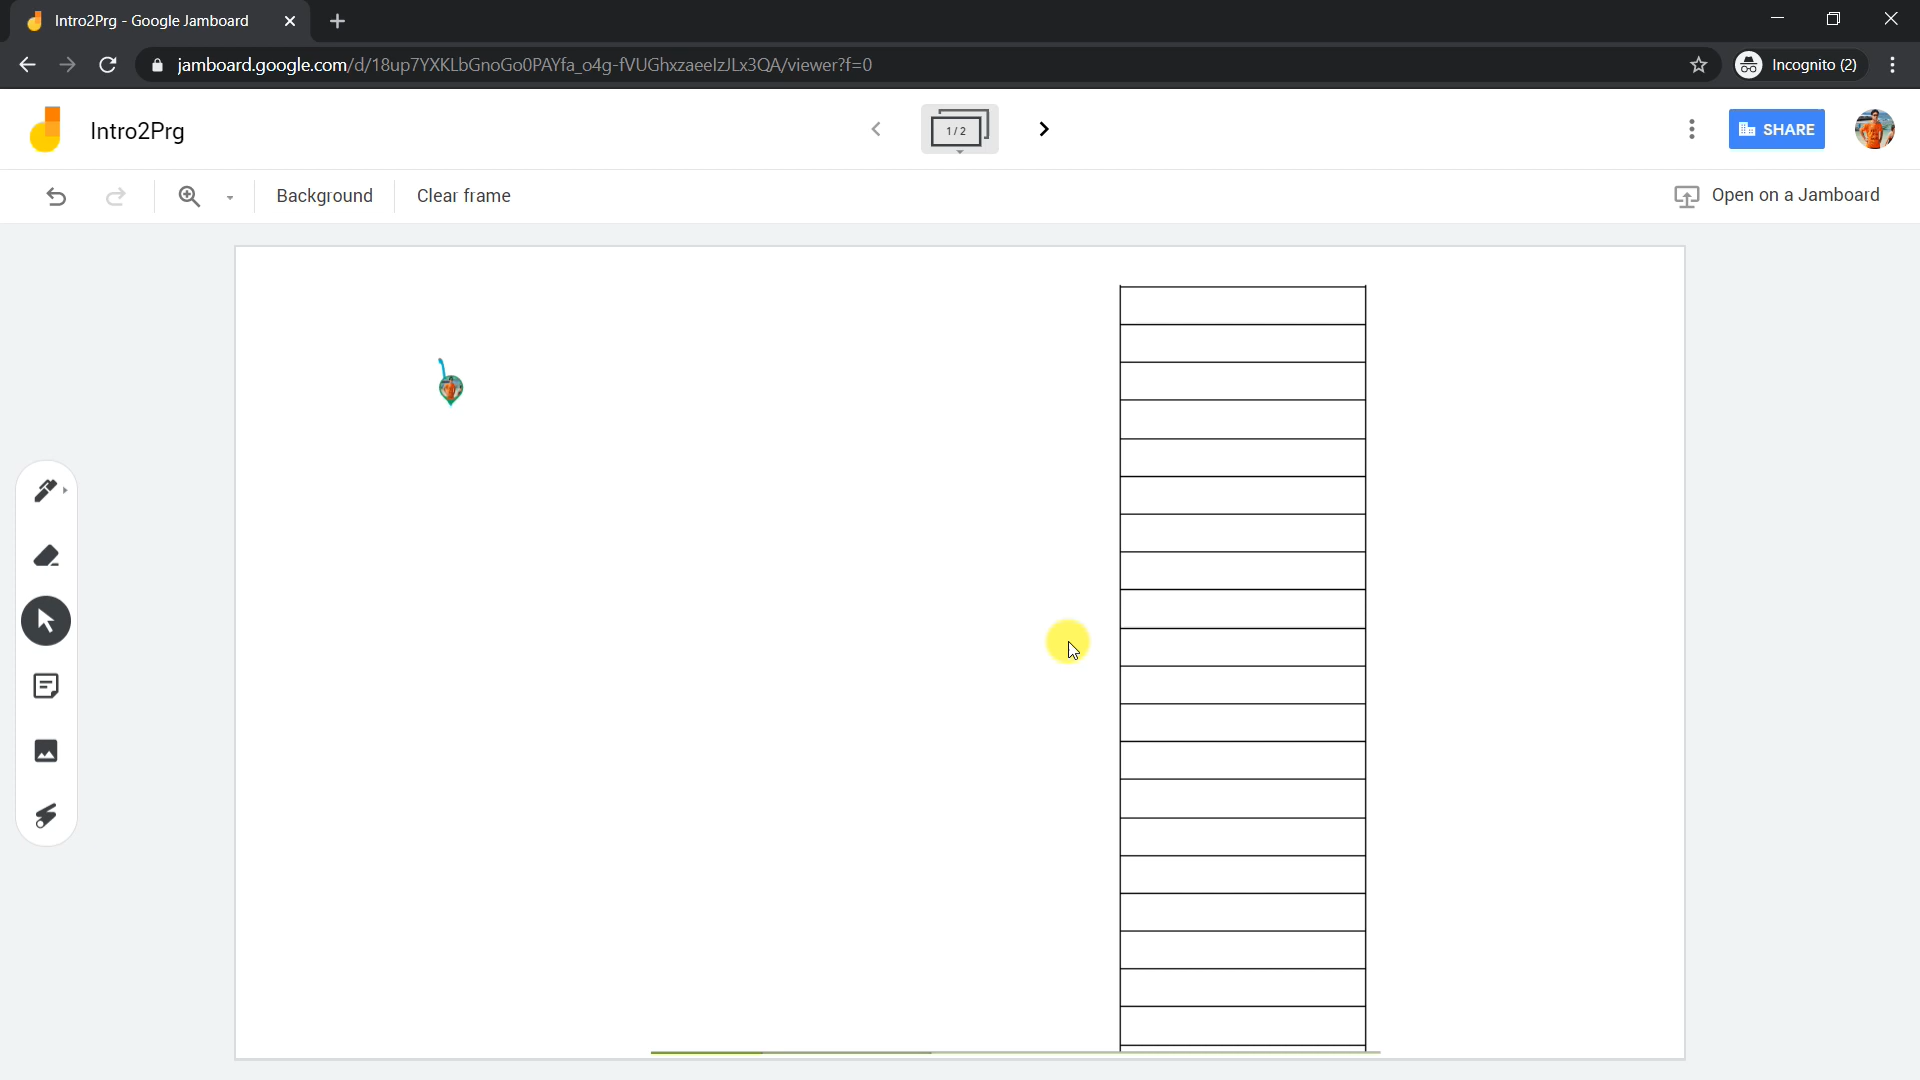 Intro2Prg - Google Jamboard
jamboard.google.com/d/18up7YXKLbGnoGo0PAYfa_o4g-fVUGhxzaeelzJLx3QA/viewer?f=0
Incognito (2)
Intro2Prg
1 / 2
SHARE
Background
Clear frame
Open on a Jamboard